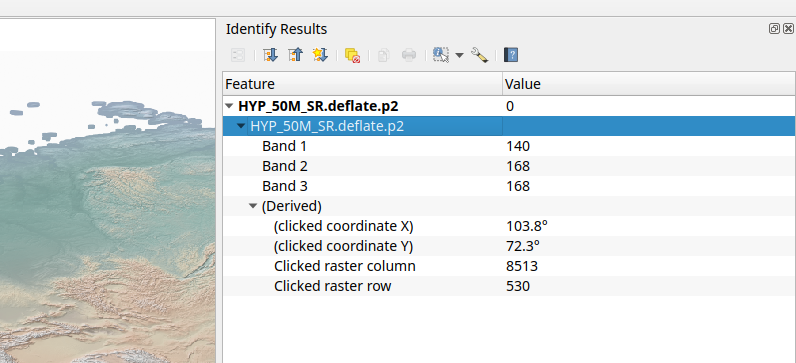 Identify Results
Feature Value
HYP_50M_SR.deflate.p2 0
HYP_50M_SR.deflate.p2
Band 1 140
Band 2 168
Band 3 168
(Derived)
(clicked coordinate X) 103.8°
(clicked coordinate Y) 72.3°
Clicked raster column 8513
Clicked raster row 530